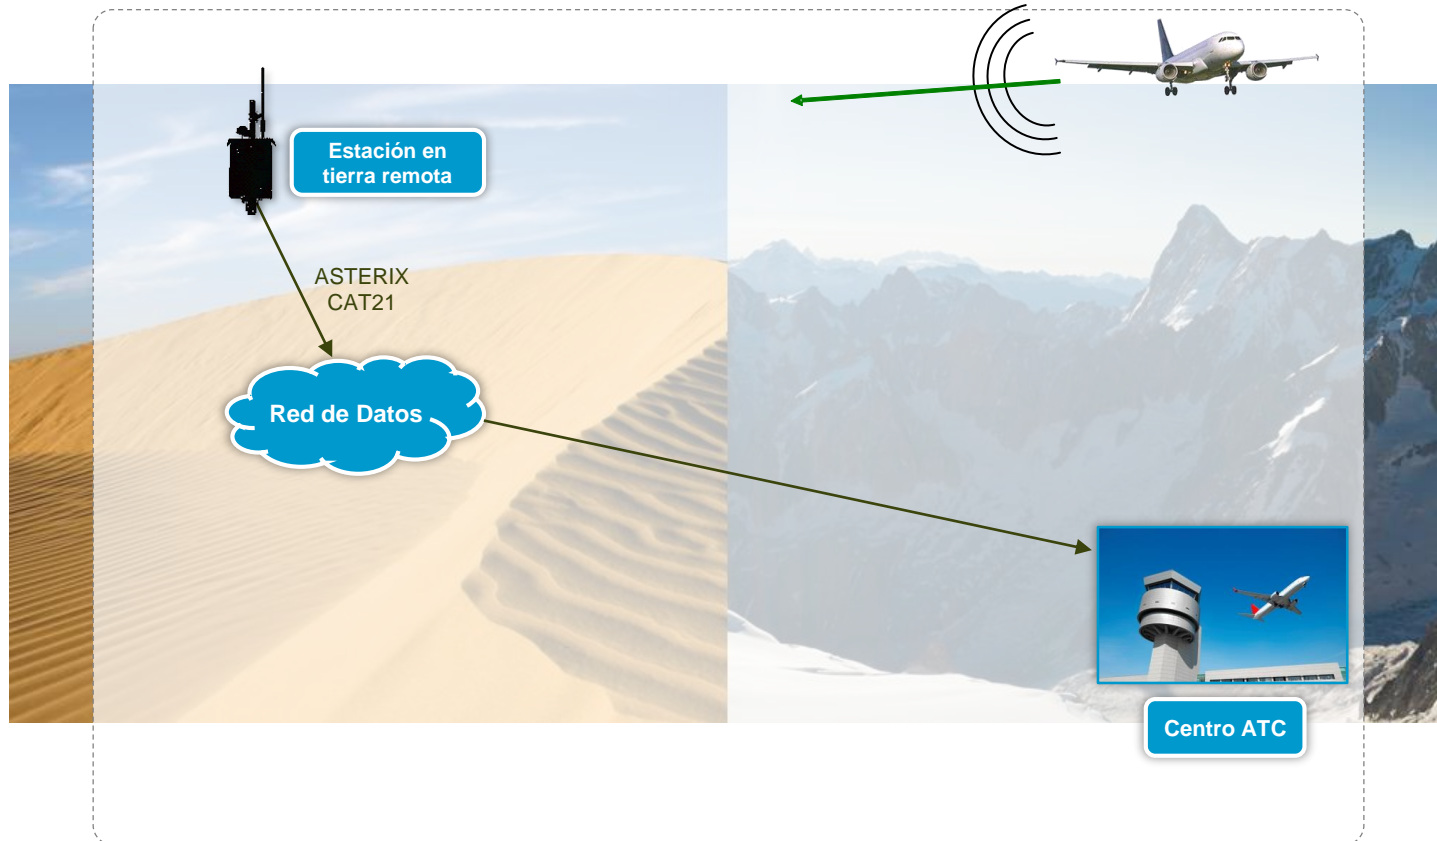 Estación en
tierra remota
ASTERIX
CAT21
Red de Datos
Centro ATC